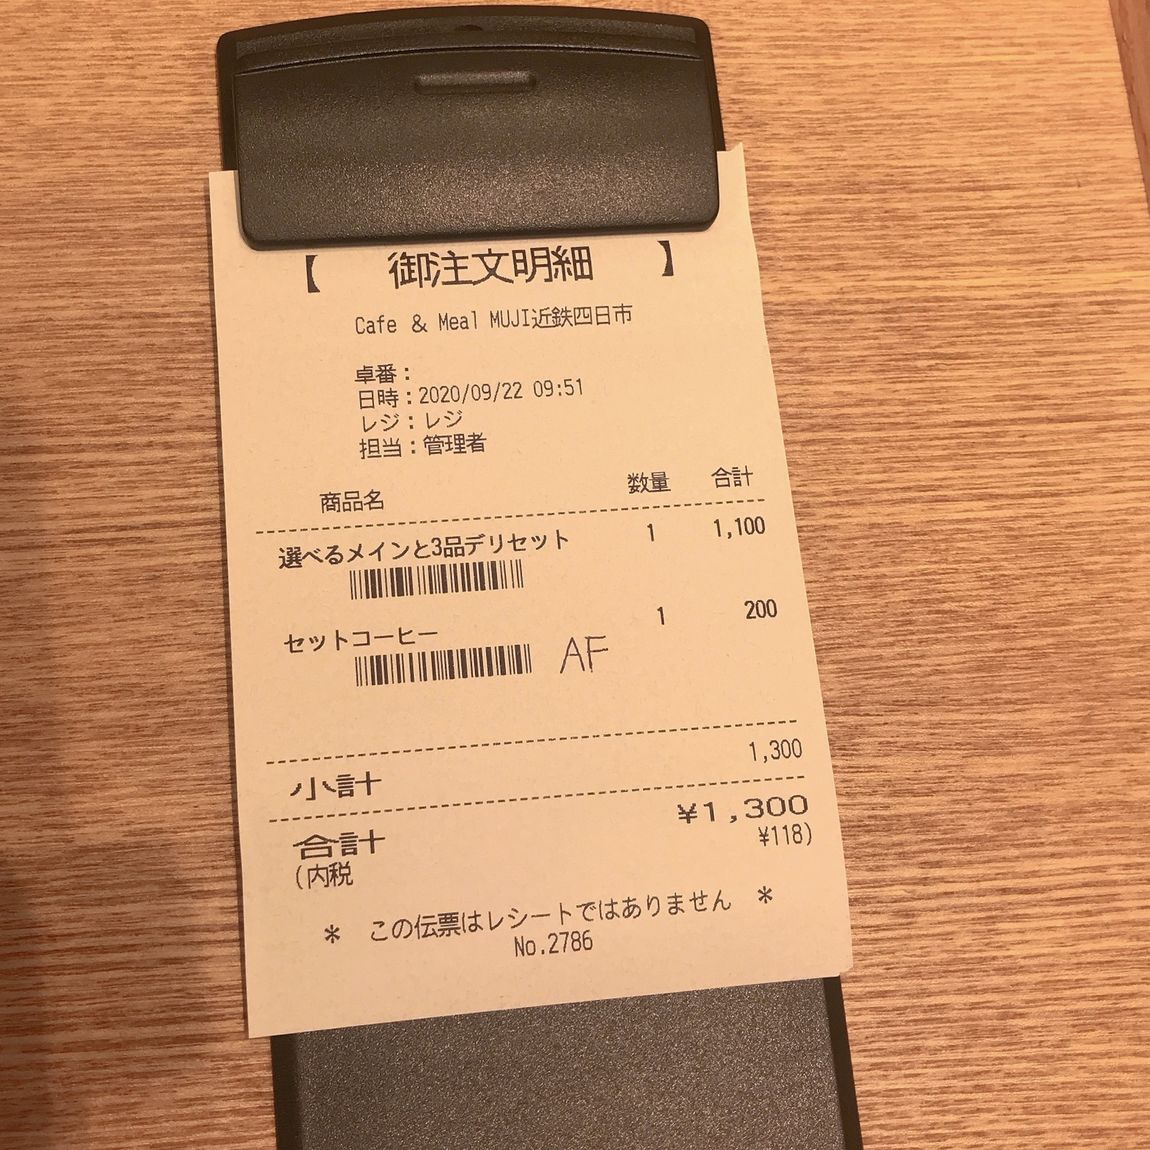 【 御注文明細 】
Cafe & Meal MUJI近鉄四日市
卓番：
日時：2020/09/22 09:51
レジ：レジ
担当：管理者
商品名 数量 合計
選べるメインと3品デリセット 1 1,100
セットコーヒー 1 200
AF
小計 1,300
合計 ¥1,300
(内税 ¥118)
* この伝票はレシートではありません *
No.2786